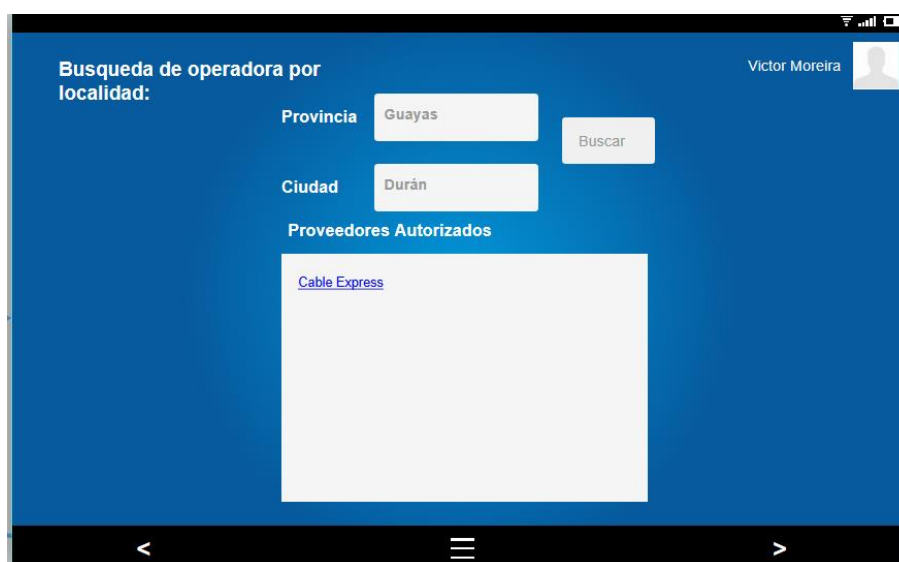 Victor Moreira
Busqueda de operadora por
localidad:
Provincia
Guayas
Buscar
Ciudad
Durán
Proveedores Autorizados
Cable Express
<
>